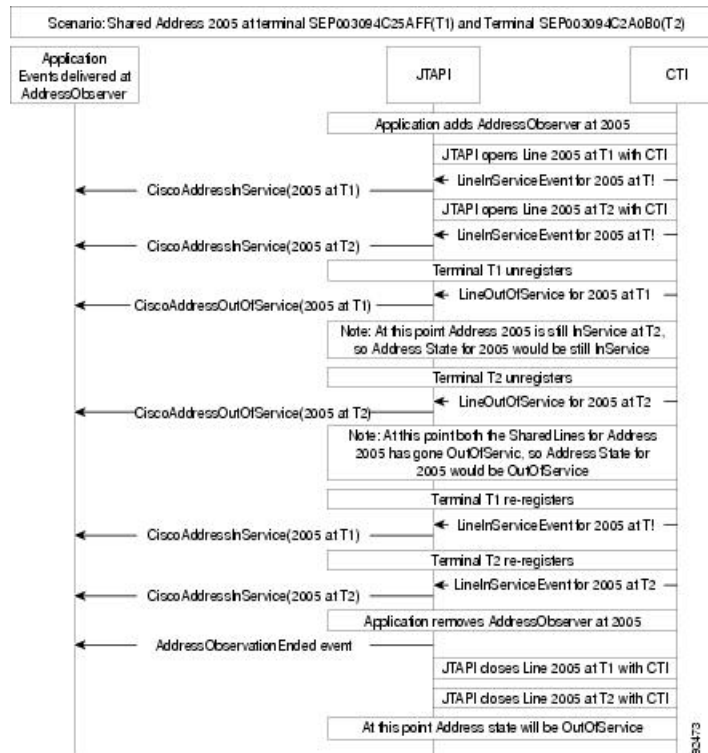 Scenario: Shared Address 2005 at terminal SEP003094C25AFF(T1) and Terminal SEP003094C2A0B0(T2)
Application
Events delivered at
AddressObserver
JTAPI
CTI
Application adds AddressObserver at 2005
JTAPI opens Line 2005 at T1 with CTI
LineInServiceEvent for 2005 at T!
CiscoAddressInService(2005 at T1)
JTAPI opens Line 2005 at T2 with CTI
LineInServiceEvent for 2005 at T!
CiscoAddressInService(2005 at T2)
Terminal T1 unregisters
LineOutOfService for 2005 at T1
CiscoAddressOutOfService(2005 at T1)
Note: At this point Address 2005 is still InService at T2,
so Address State for 2005 would be still InService
Terminal T2 unregisters
LineOutOfService for 2005 at T2
CiscoAddressOutOfService(2005 at T2)
Note: At this point both the SharedLines for Address
2005 has gone OutOfServic, so Address State for
2005 would be OutOfService
Terminal T1 re-registers
LineInServiceEvent for 2005 at T!
CiscoAddressInService(2005 at T1)
Terminal T2 re-registers
LineInServiceEvent for 2005 at T2
CiscoAddressInService(2005 at T2)
Application removes AddressObserver at 2005
AddressObservationEnded event
JTAPI closes Line 2005 at T1 with CTI
JTAPI closes Line 2005 at T2 with CTI
At this point Address state will be OutOfService
92473